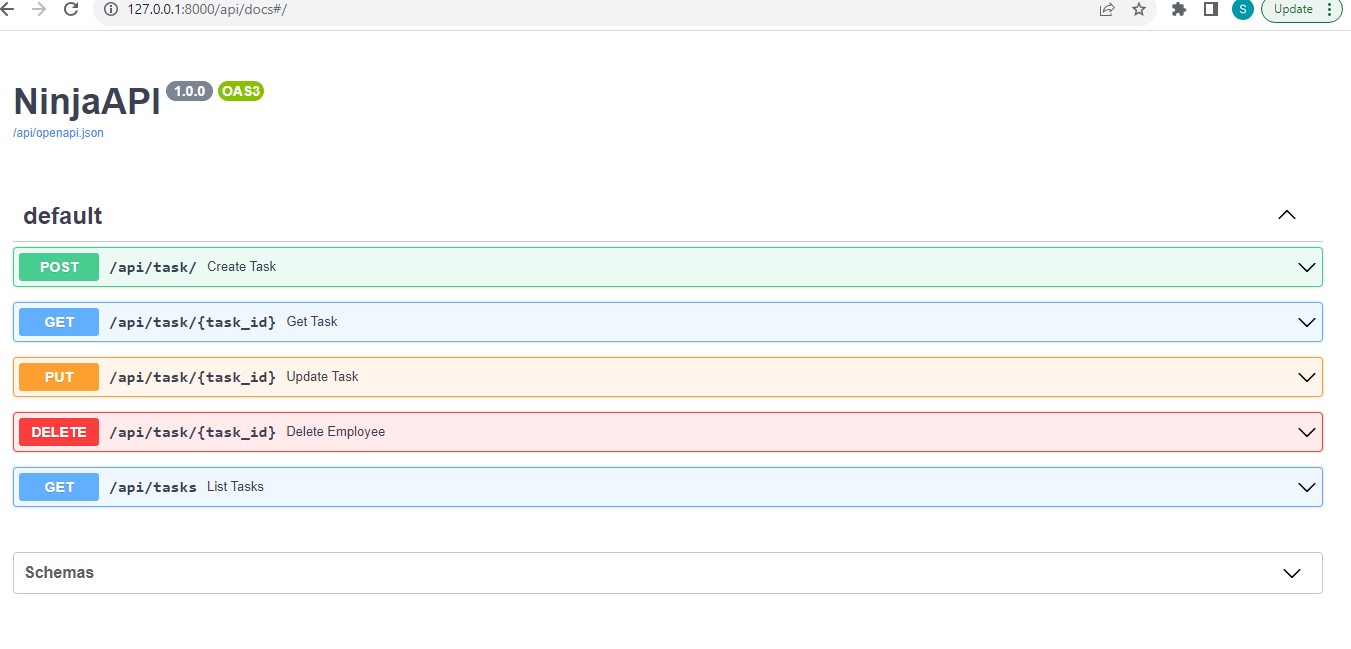 127.0.0.1:8000/api/docs#/
S
Update
NinjaAPI 1.0.0 OAS3
/api/openapi.json
default
POST /api/task/ Create Task
GET /api/task/{task_id} Get Task
PUT /api/task/{task_id} Update Task
DELETE /api/task/{task_id} Delete Employee
GET /api/tasks List Tasks
Schemas